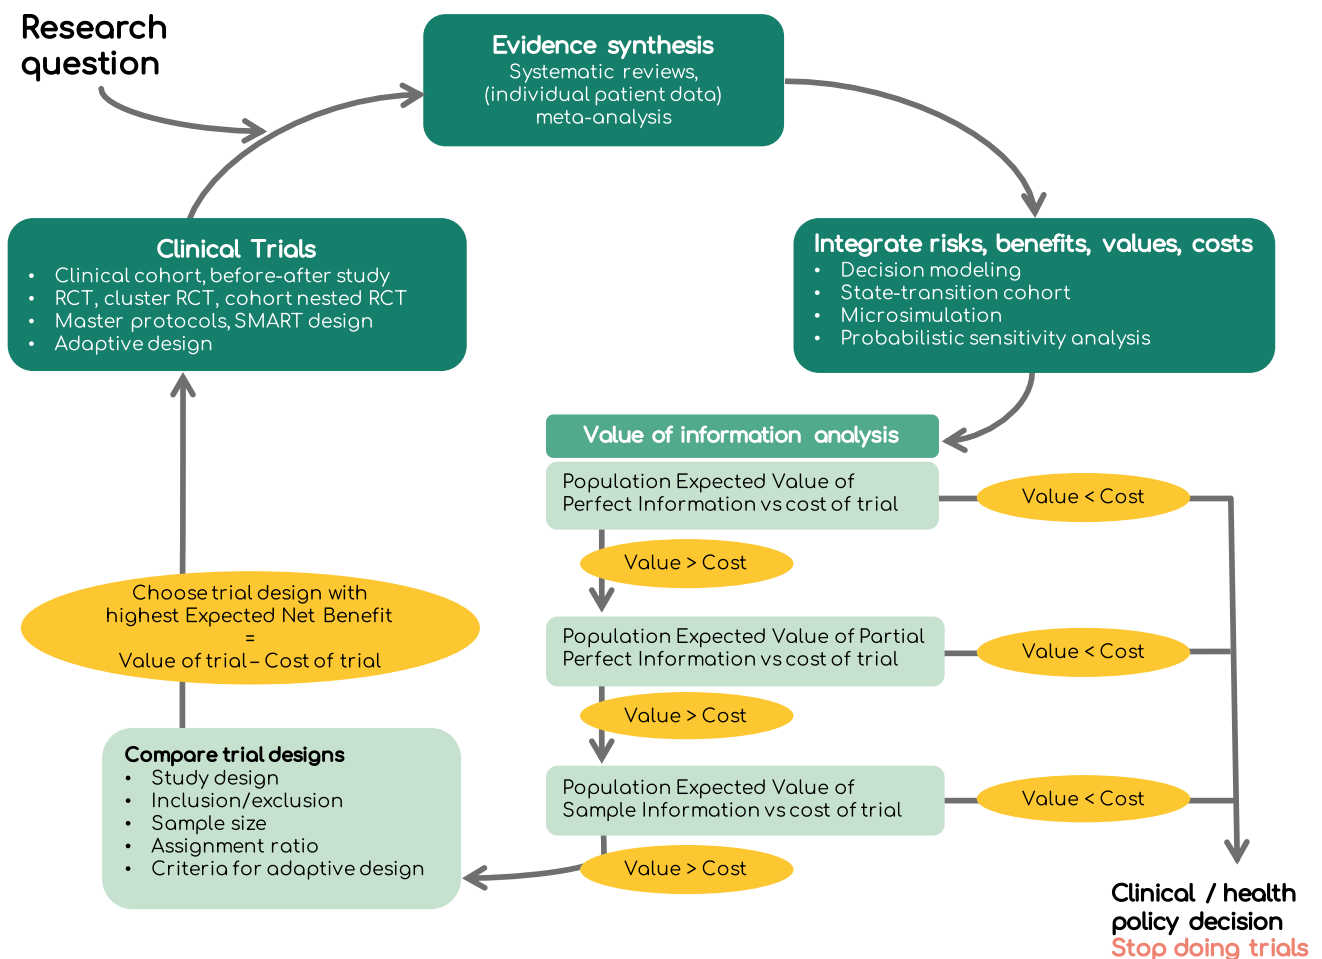 Research
question
Evidence synthesis
Systematic reviews,
(individual patient data)
meta-analysis
Clinical Trials
• Clinical cohort, before-after study
• RCT, cluster RCT, cohort nested RCT
• Master protocols, SMART design
• Adaptive design
Integrate risks, benefits, values, costs
• Decision modeling
• State-transition cohort
• Microsimulation
• Probabilistic sensitivity analysis
Value of information analysis
Population Expected Value of
Perfect Information vs cost of trial
Value < Cost
Value > Cost
Population Expected Value of Partial
Perfect Information vs cost of trial
Value < Cost
Value > Cost
Population Expected Value of
Sample Information vs cost of trial
Value < Cost
Value > Cost
Choose trial design with
highest Expected Net Benefit
=
Value of trial – Cost of trial
Compare trial designs
• Study design
• Inclusion/exclusion
• Sample size
• Assignment ratio
• Criteria for adaptive design
Clinical / health
policy decision
Stop doing trials